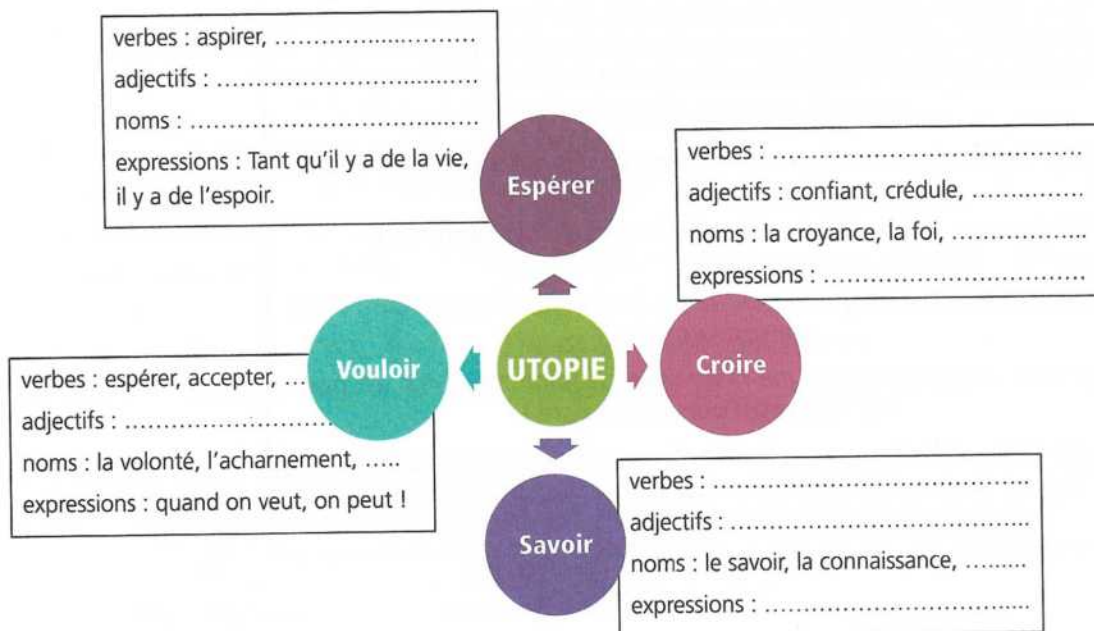 verbes : aspirer, ...............................
adjectifs : ........................................
noms : .............................................
expressions : Tant qu'il y a de la vie,
il y a de l'espoir.
Espérer
verbes : ..............................................
adjectifs : confiant, crédule, ................
noms : la croyance, la foi, ...................
expressions : .......................................
Vouloir
UTOPIE
Croire
verbes : espérer, accepter, ...
adjectifs : ..............................
noms : la volonté, l'acharnement, .....
expressions : quand on veut, on peut !
Savoir
verbes : .............................................
adjectifs : ..........................................
noms : le savoir, la connaissance, .........
expressions : ......................................